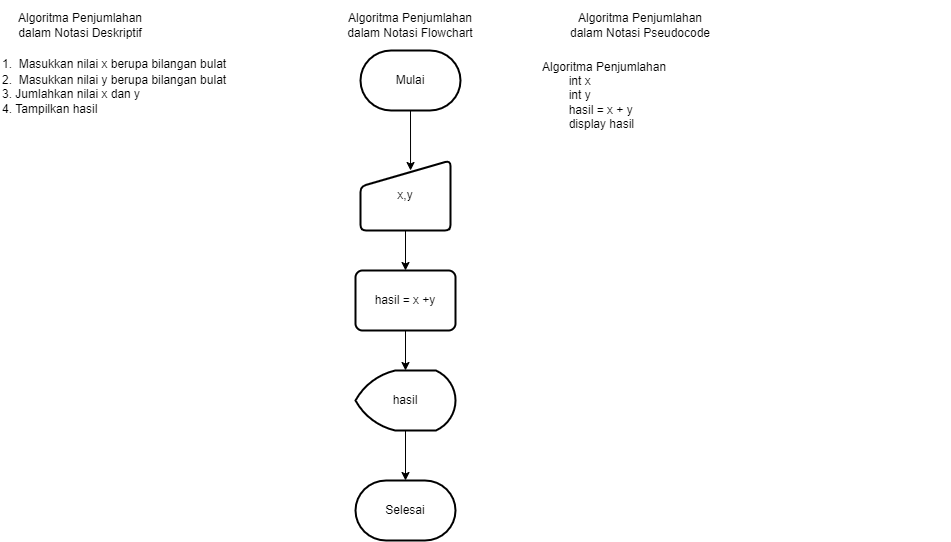 Algoritma Penjumlahan
dalam Notasi Deskriptif
1. Masukkan nilai x berupa bilangan bulat
2. Masukkan nilai y berupa bilangan bulat
3. Jumlahkan nilai x dan y
4. Tampilkan hasil
Algoritma Penjumlahan
dalam Notasi Flowchart
Mulai
x,y
hasil = x +y
hasil
Selesai
Algoritma Penjumlahan
dalam Notasi Pseudocode
Algoritma Penjumlahan
int x
int y
hasil = x + y
display hasil